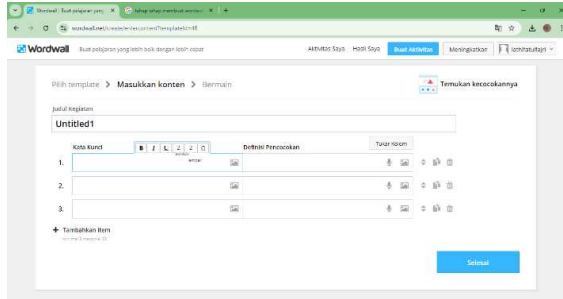 Wordwall: Buat pelajaran yang
tahap tahap membuat wordwall
wordwall.net/create/entercontent?templateId=48
Wordwall Buat pelajaran yang lebih baik dengan lebih cepat Aktivitas Saya Hasil Saya Buat Aktivitas Meningkatkan
Pilih template > Masukkan konten > Bermain Temukan kecocokannya
Judul Kegiatan
Untitled1
Kata Kunci Definisi Pencocokan Tukar Kolom
1.
2.
3.
+ Tambahkan Item
Selesai